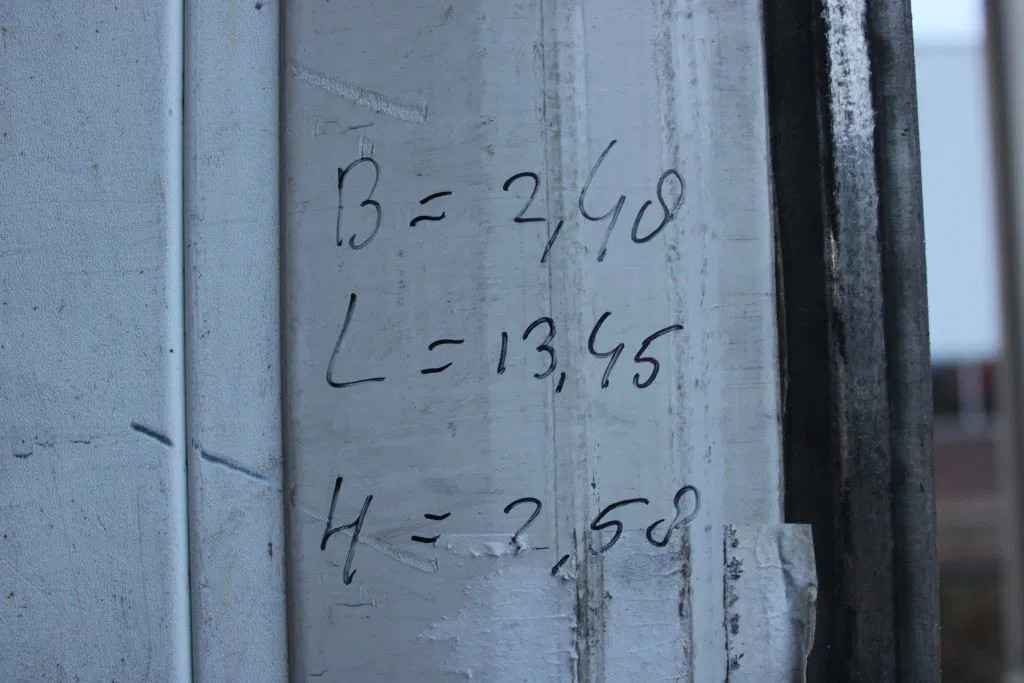 B = 2,48
L = 13,45
H = 2,58